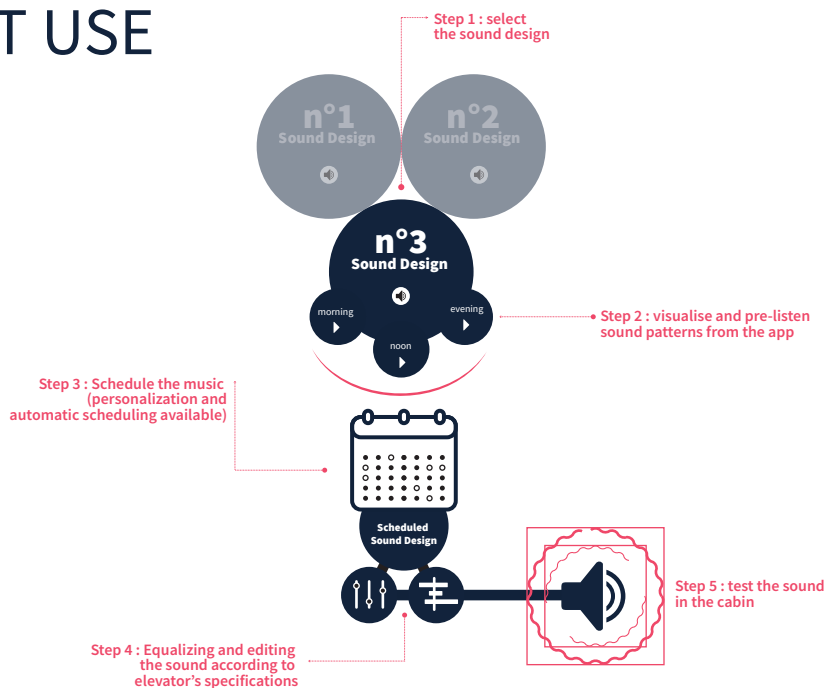 T USE
Step 1 : select
the sound design
n°1
Sound Design
n°2
Sound Design
n°3
Sound Design
morning
evening
noon
Step 2 : visualise and pre-listen
sound patterns from the app
Step 3 : Schedule the music
(personalization and
automatic scheduling available)
Scheduled
Sound Design
Step 5 : test the sound
in the cabin
Step 4 : Equalizing and editing
the sound according to
elevator’s specifications